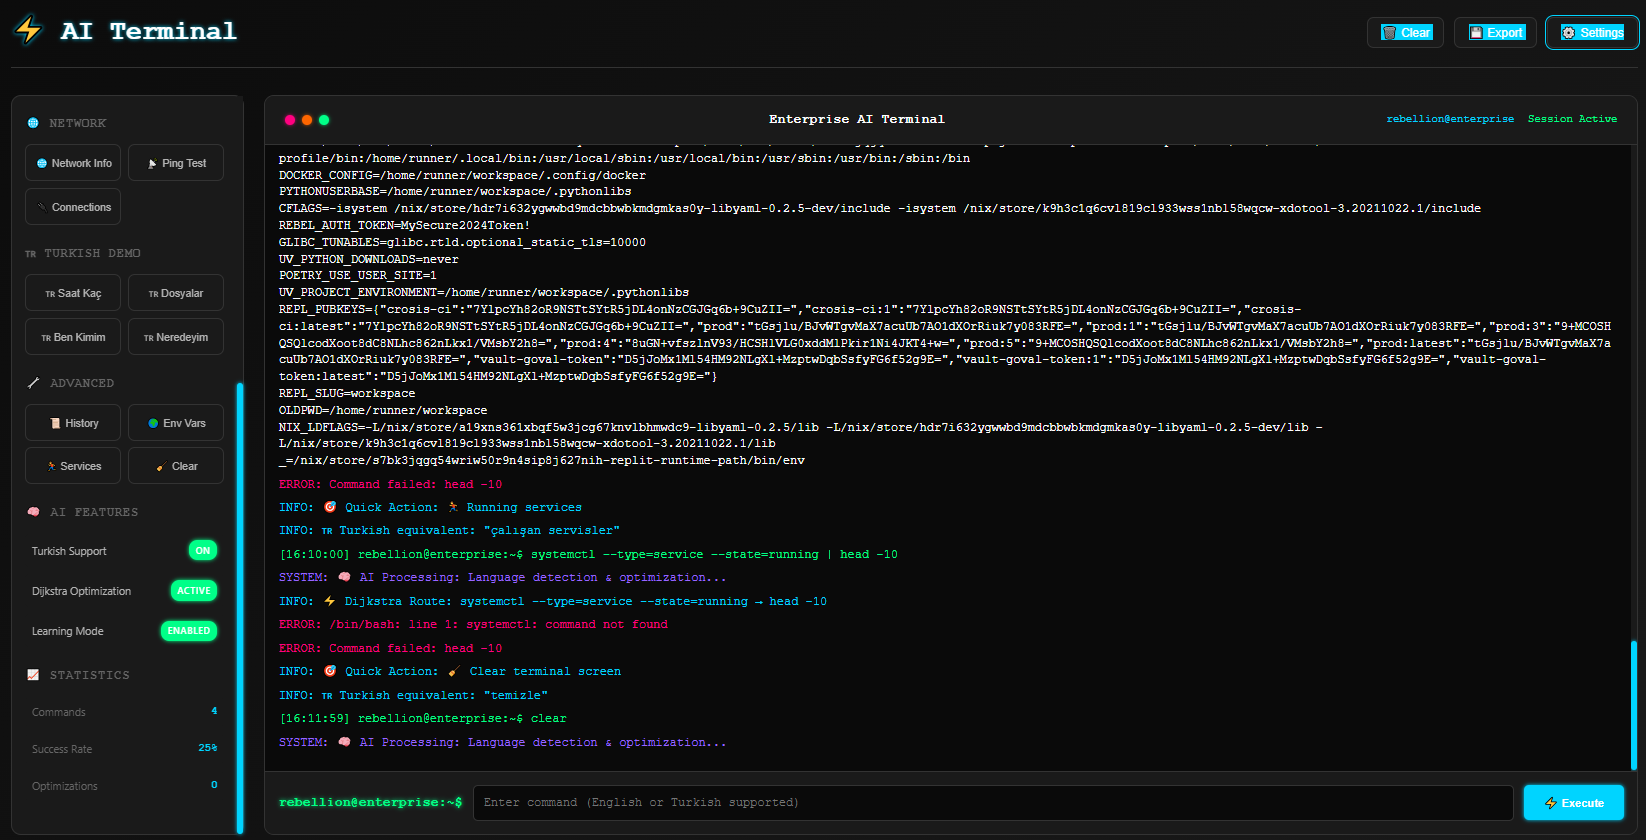 AI Terminal
Clear
Export
Settings
NETWORK
Network Info
Ping Test
Connections
TR TURKISH DEMO
TR Saat Kaç
TR Dosyalar
TR Ben Kimim
TR Neredeyim
ADVANCED
History
Env Vars
Services
Clear
AI FEATURES
Turkish Support ON
Dijkstra Optimization ACTIVE
Learning Mode ENABLED
STATISTICS
Commands 4
Success Rate 25%
Optimizations 0
Enterprise AI Terminal
rebellion@enterprise Session Active
profile/bin:/home/runner/.local/bin:/usr/local/sbin:/usr/local/bin:/usr/sbin:/usr/bin:/sbin:/bin
DOCKER_CONFIG=/home/runner/workspace/.config/docker
PYTHONUSERBASE=/home/runner/workspace/.pythonlibs
CFLAGS=-isystem /nix/store/hdr7i632ygwwbd9mdcbbwbkmdgmkas0y-libyaml-0.2.5-dev/include -isystem /nix/store/k9h3c1q6cvl819cl933wss1nbl58wqcw-xdotool-3.20211022.1/include
REBEL_AUTH_TOKEN=MySecure2024Token!
GLIBC_TUNABLES=glibc.rtld.optional_static_tls=10000
UV_PYTHON_DOWNLOADS=never
POETRY_USE_USER_SITE=1
UV_PROJECT_ENVIRONMENT=/home/runner/workspace/.pythonlibs
REPL_PUBKEYS={"crosis-ci":"7YlpcYh82oR9NSTtSYtR5jDL4onNzCGJGq6b+9CuZII=","crosis-ci:1":"7YlpcYh82oR9NSTtSYtR5jDL4onNzCGJGq6b+9CuZII=","crosis-
ci:latest":"7YlpcYh82oR9NSTtSYtR5jDL4onNzCGJGq6b+9CuZII=","prod":"tGsjlu/BJvWTgvMaX7acuUb7AO1dXOrRiuk7y083RFE=","prod:1":"tGsjlu/BJvWTgvMaX7acuUb7AO1dXOrRiuk7y083RFE=","prod:3":"9+MCOSH
QSQlcodXoot8dC8NLhc862nLkx1/VMsbY2h8=","prod:4":"8uGN+vfszlnV93/HCSHlVLG0xddMlPkir1Ni4JKT4+w=","prod:5":"9+MCOSHQSQlcodXoot8dC8NLhc862nLkx1/VMsbY2h8=","prod:latest":"tGsjlu/BJvWTgvMaX7a
cuUb7AO1dXOrRiuk7y083RFE=","vault-goval-token":"D5jJoMx1Ml54HM92NLgXl+MzptwDqbSsfyFG6f52g9E=","vault-goval-token:1":"D5jJoMx1Ml54HM92NLgXl+MzptwDqbSsfyFG6f52g9E=","vault-goval-
token:latest":"D5jJoMx1Ml54HM92NLgXl+MzptwDqbSsfyFG6f52g9E="}
REPL_SLUG=workspace
OLDPWD=/home/runner/workspace
NIX_LDFLAGS=-L/nix/store/a19xns361xbqf5w3jcg67knvlbhmwdc9-libyaml-0.2.5/lib -L/nix/store/hdr7i632ygwwbd9mdcbbwbkmdgmkas0y-libyaml-0.2.5-dev/lib -
L/nix/store/k9h3c1q6cvl819cl933wss1nbl58wqcw-xdotool-3.20211022.1/lib
_=/nix/store/s7bk3jqgq54wriw50r9n4sip8j627nih-replit-runtime-path/bin/env
ERROR: Command failed: head -10
INFO: 🎯 Quick Action: 🏃 Running services
INFO: TR Turkish equivalent: "çalışan servisler"
[16:10:00] rebellion@enterprise:~$ systemctl --type=service --state=running | head -10
SYSTEM: 🧠 AI Processing: Language detection & optimization...
INFO: ⚡ Dijkstra Route: systemctl --type=service --state=running → head -10
ERROR: /bin/bash: line 1: systemctl: command not found
ERROR: Command failed: head -10
INFO: 🎯 Quick Action: 🧹 Clear terminal screen
INFO: TR Turkish equivalent: "temizle"
[16:11:59] rebellion@enterprise:~$ clear
SYSTEM: 🧠 AI Processing: Language detection & optimization...
rebellion@enterprise:~$ Enter command (English or Turkish supported)
⚡ Execute